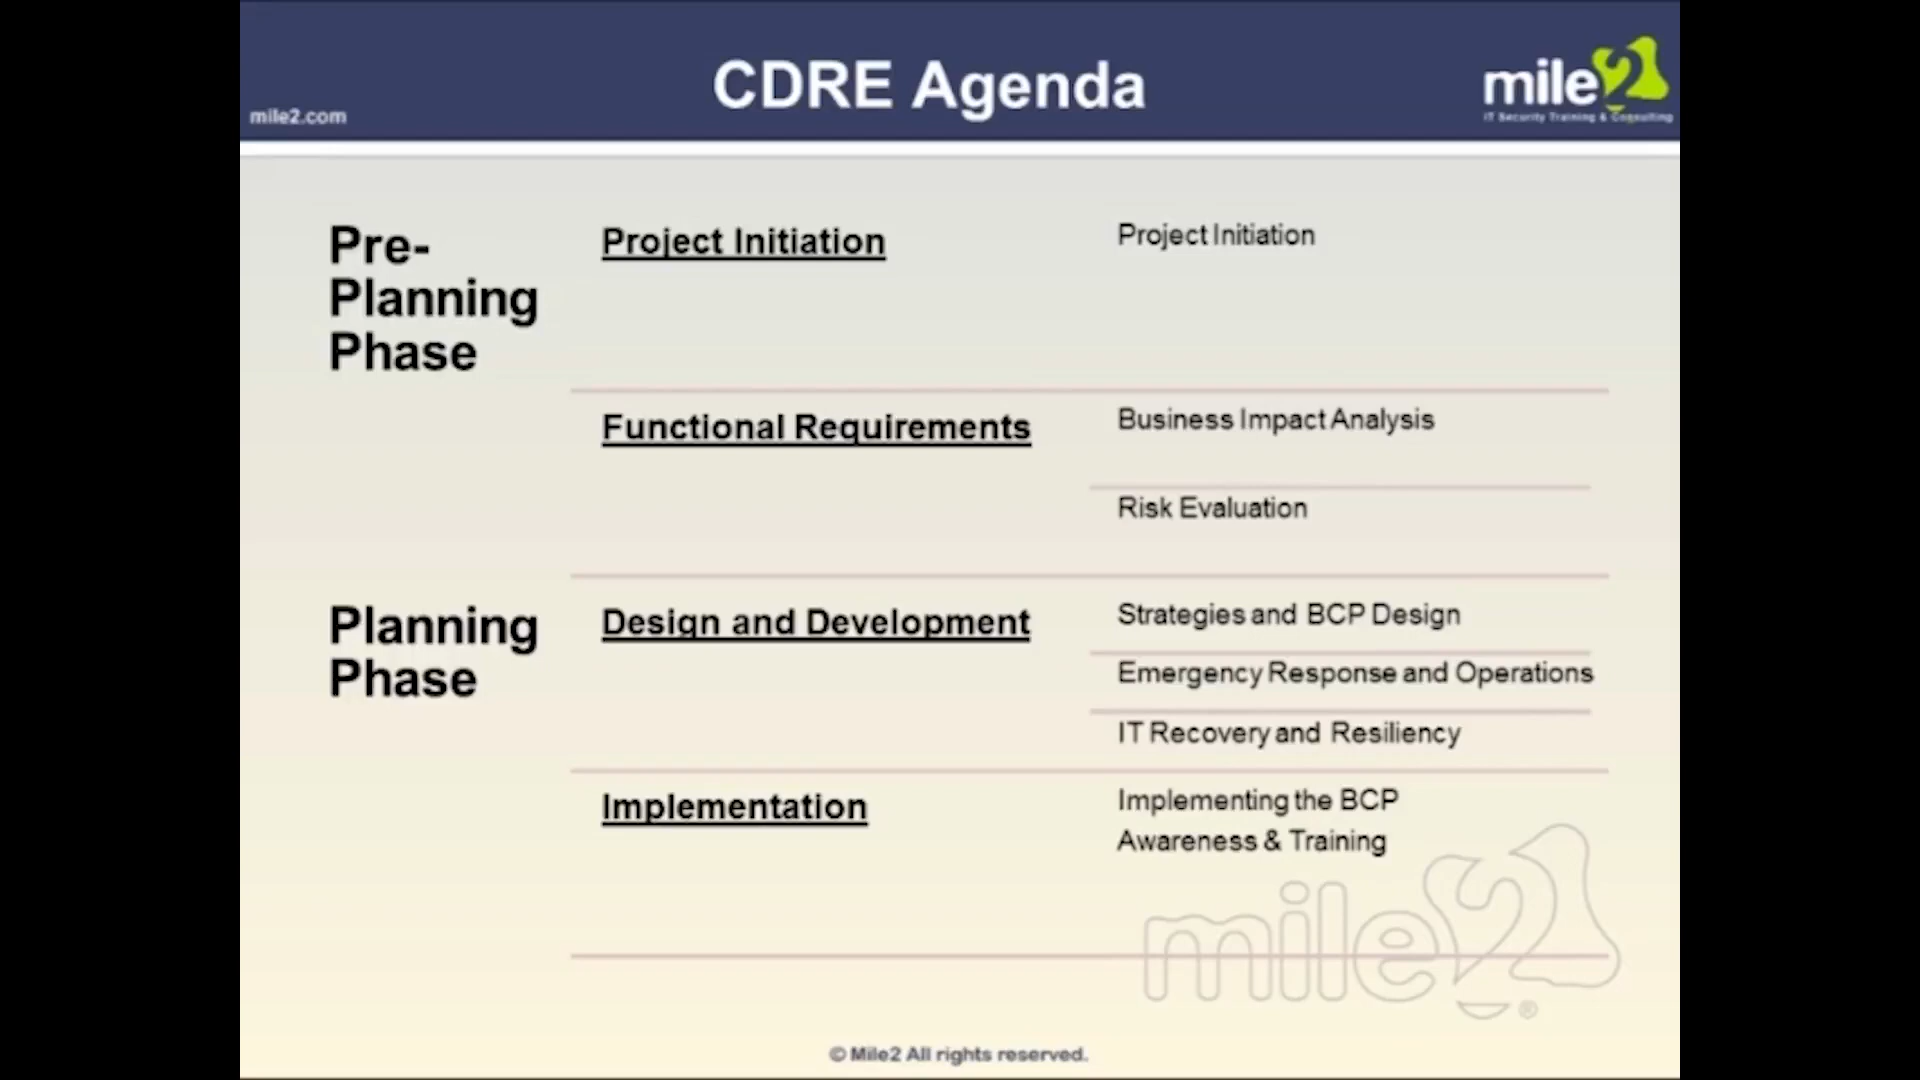 CDRE Agenda
mile2.com
mile2
IT Security Training & Consulting
Pre-
Planning
Phase
Project Initiation
Project Initiation
Functional Requirements
Business Impact Analysis
Risk Evaluation
Planning
Phase
Design and Development
Strategies and BCP Design
Emergency Response and Operations
IT Recovery and Resiliency
Implementation
Implementing the BCP
Awareness & Training
mile2®
© Mile2 All rights reserved.